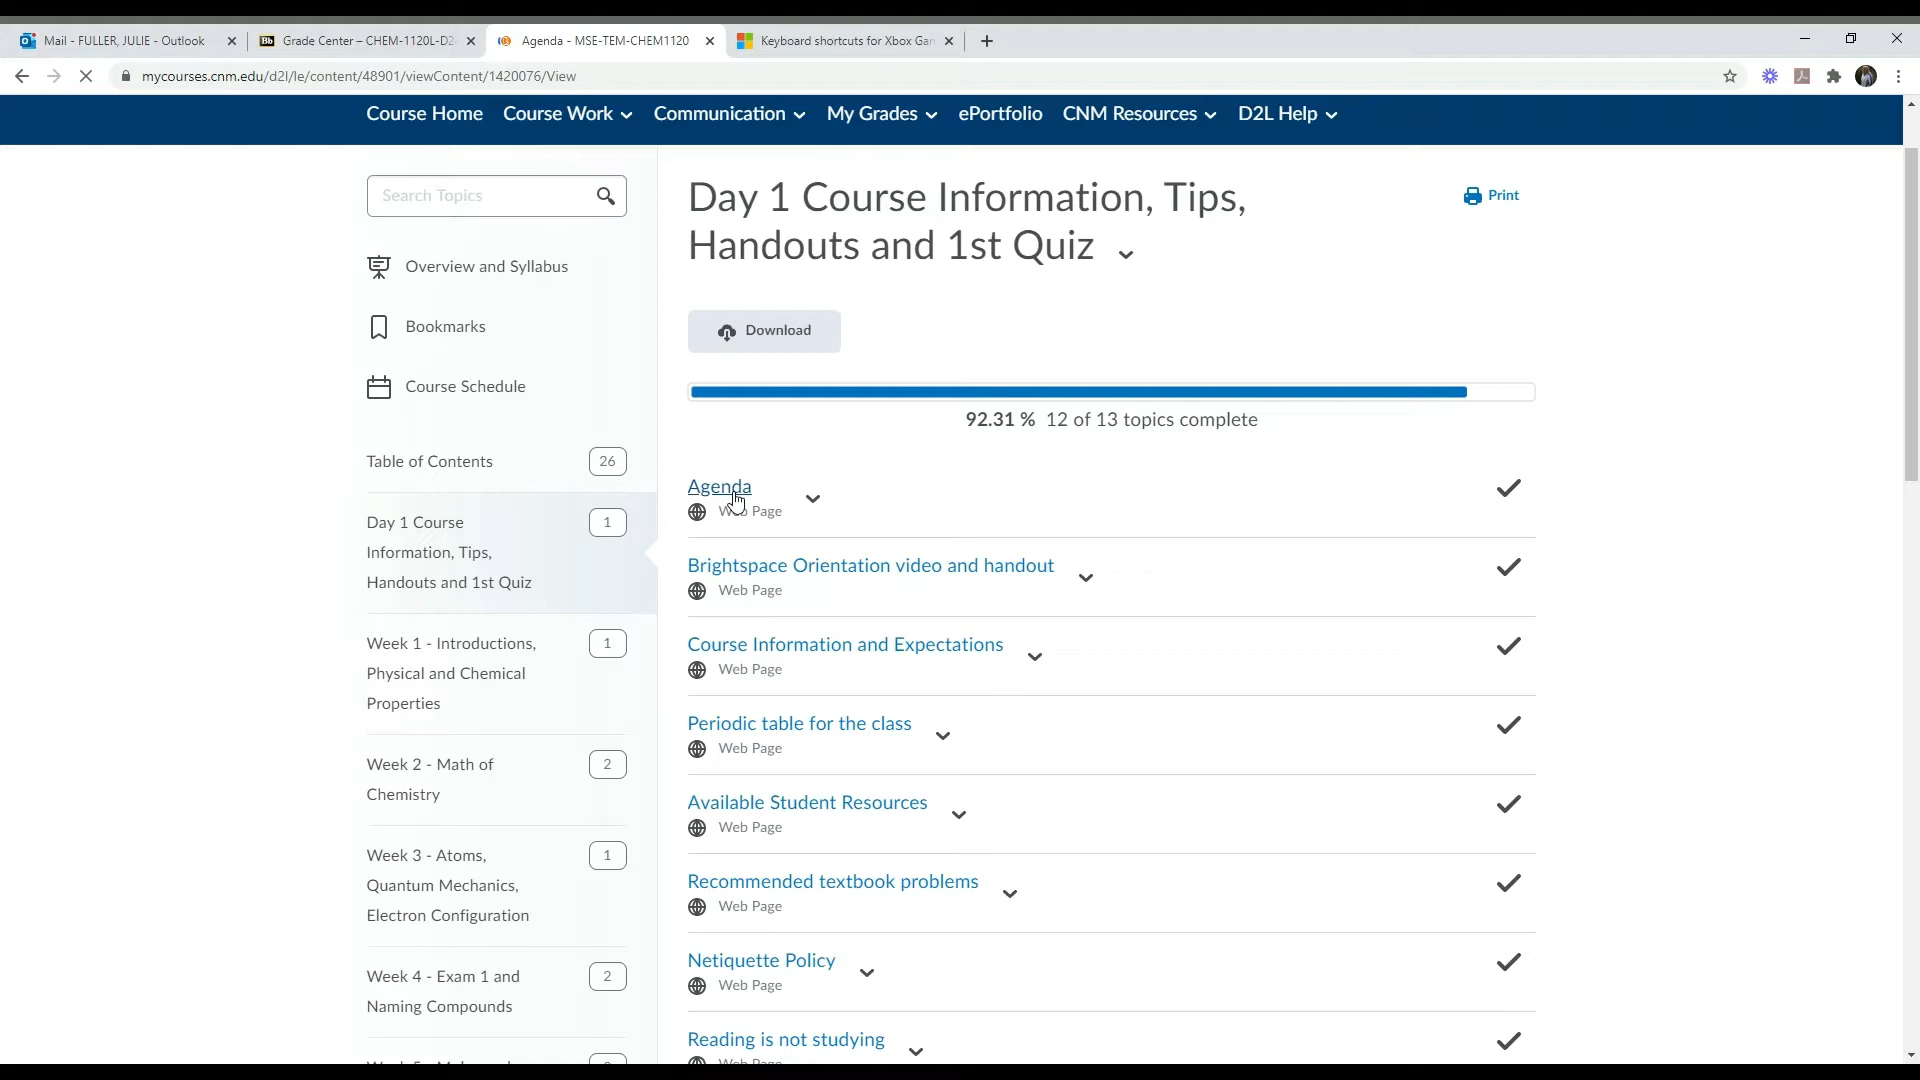 Mail - FULLER, JULIE - Outlook
Grade Center – CHEM-1120L-D2
Agenda - MSE-TEM-CHEM1120
Keyboard shortcuts for Xbox Gam
mycourses.cnm.edu/d2l/le/content/48901/viewContent/1420076/View
Course Home
Course Work
Communication
My Grades
ePortfolio
CNM Resources
D2L Help
Search Topics
Overview and Syllabus
Bookmarks
Course Schedule
Table of Contents
26
Day 1 Course
Information, Tips,
Handouts and 1st Quiz
1
Week 1 - Introductions,
Physical and Chemical
Properties
1
Week 2 - Math of
Chemistry
2
Week 3 - Atoms,
Quantum Mechanics,
Electron Configuration
1
Week 4 - Exam 1 and
Naming Compounds
2
Day 1 Course Information, Tips,
Handouts and 1st Quiz
Print
Download
92.31 % 12 of 13 topics complete
Agenda
Web Page
Brightspace Orientation video and handout
Web Page
Course Information and Expectations
Web Page
Periodic table for the class
Web Page
Available Student Resources
Web Page
Recommended textbook problems
Web Page
Netiquette Policy
Web Page
Reading is not studying
Web Page